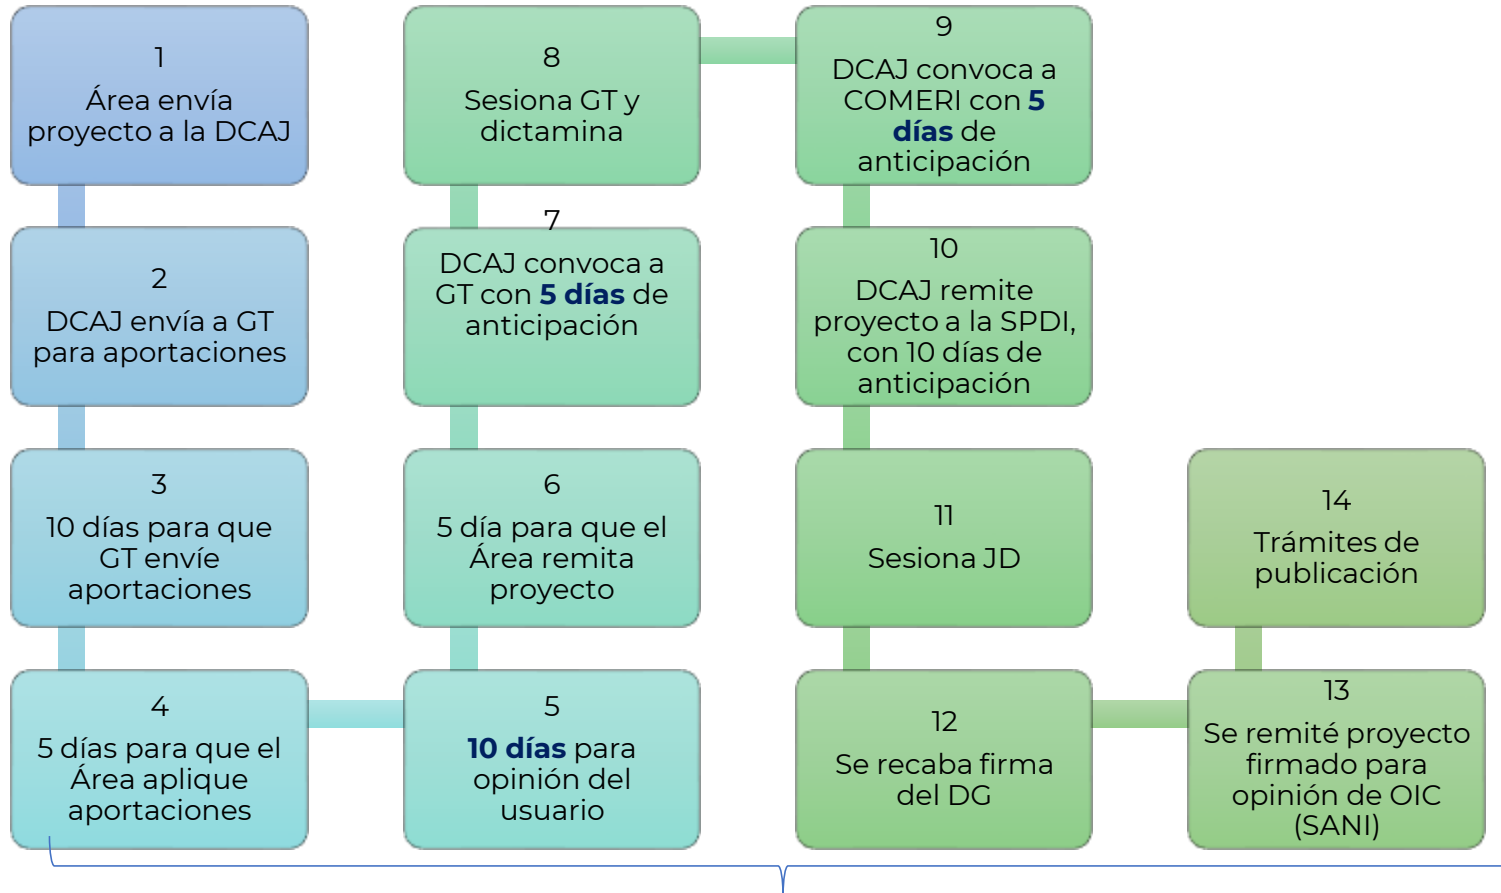 1
Área envía
proyecto a la DCAJ
2
DCAJ envía a GT
para aportaciones
3
10 días para que
GT envíe
aportaciones
4
5 días para que el
Área aplique
aportaciones
5
10 días para
opinión del
usuario
6
5 día para que el
Área remita
proyecto
7
DCAJ convoca a
GT con 5 días de
anticipación
8
Sesiona GT y
dictamina
9
DCAJ convoca a
COMERI con 5
días de
anticipación
10
DCAJ remite
proyecto a la SPDI,
con 10 días de
anticipación
11
Sesiona JD
12
Se recaba firma
del DG
13
Se remité proyecto
firmado para
opinión de OIC
(SANI)
14
Trámites de
publicación